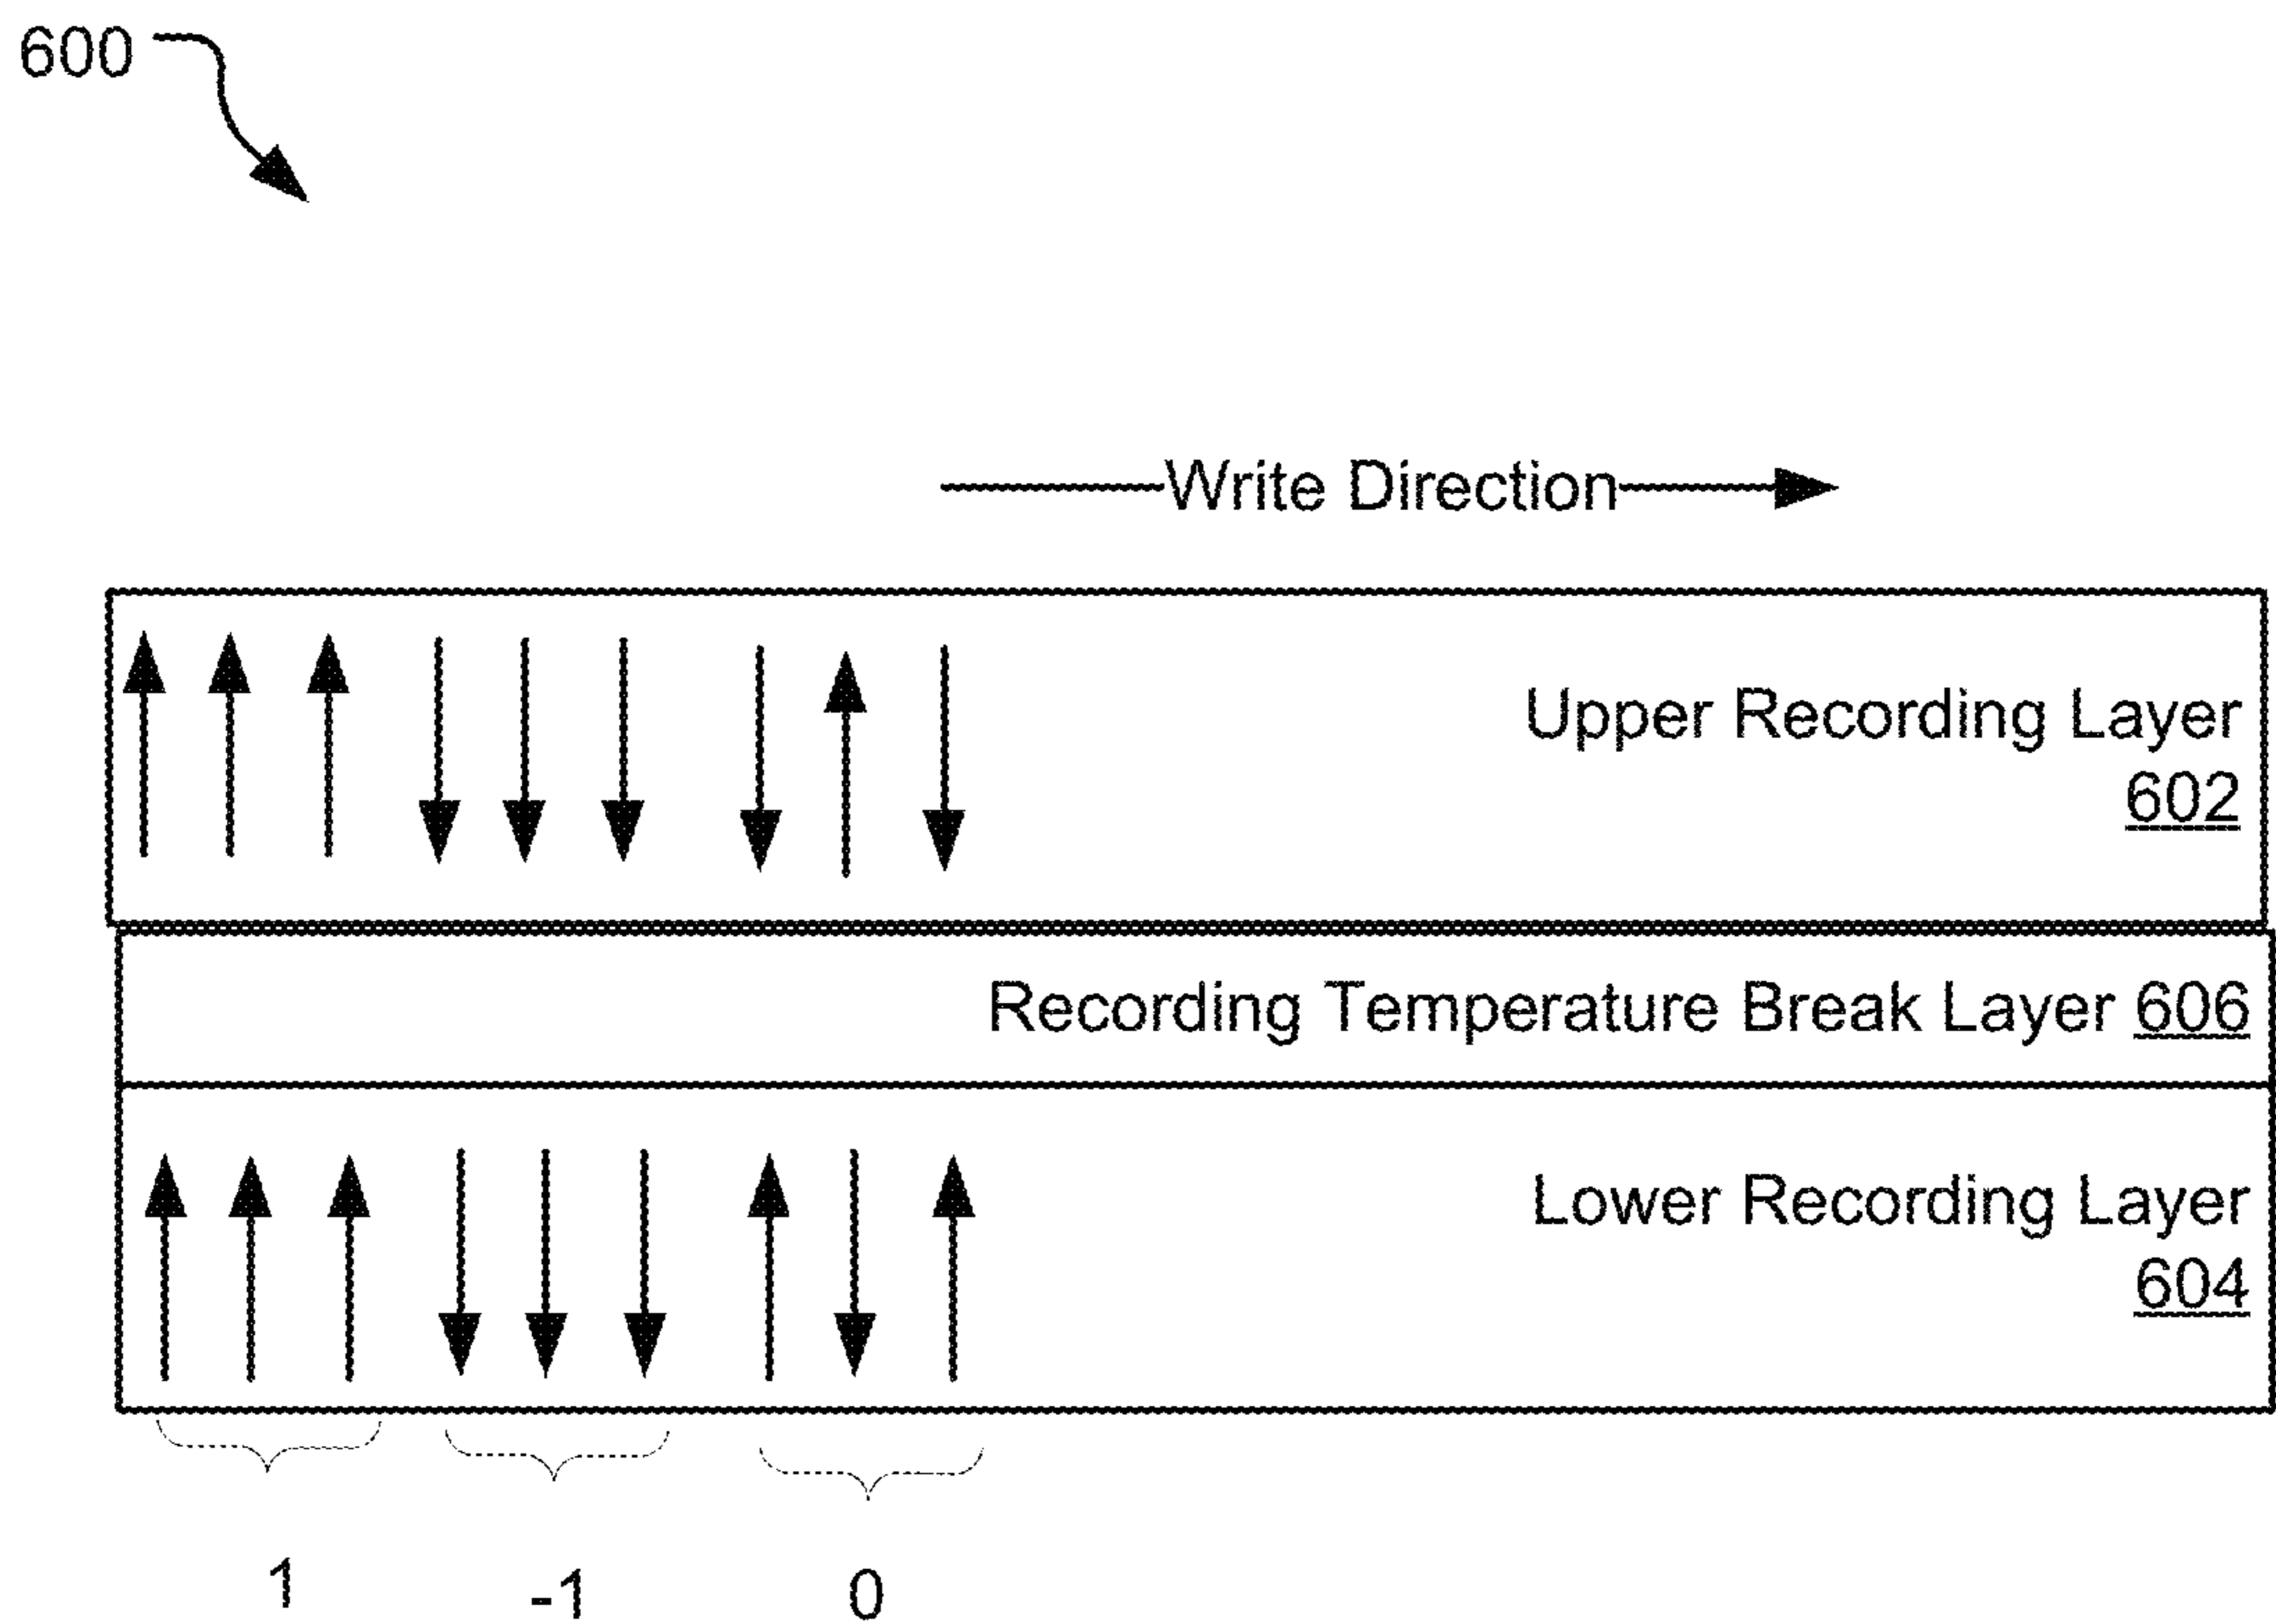 600
Write Direction
Upper Recording Layer
602
Recording Temperature Break Layer 606
Lower Recording Layer
604
1 -1 0